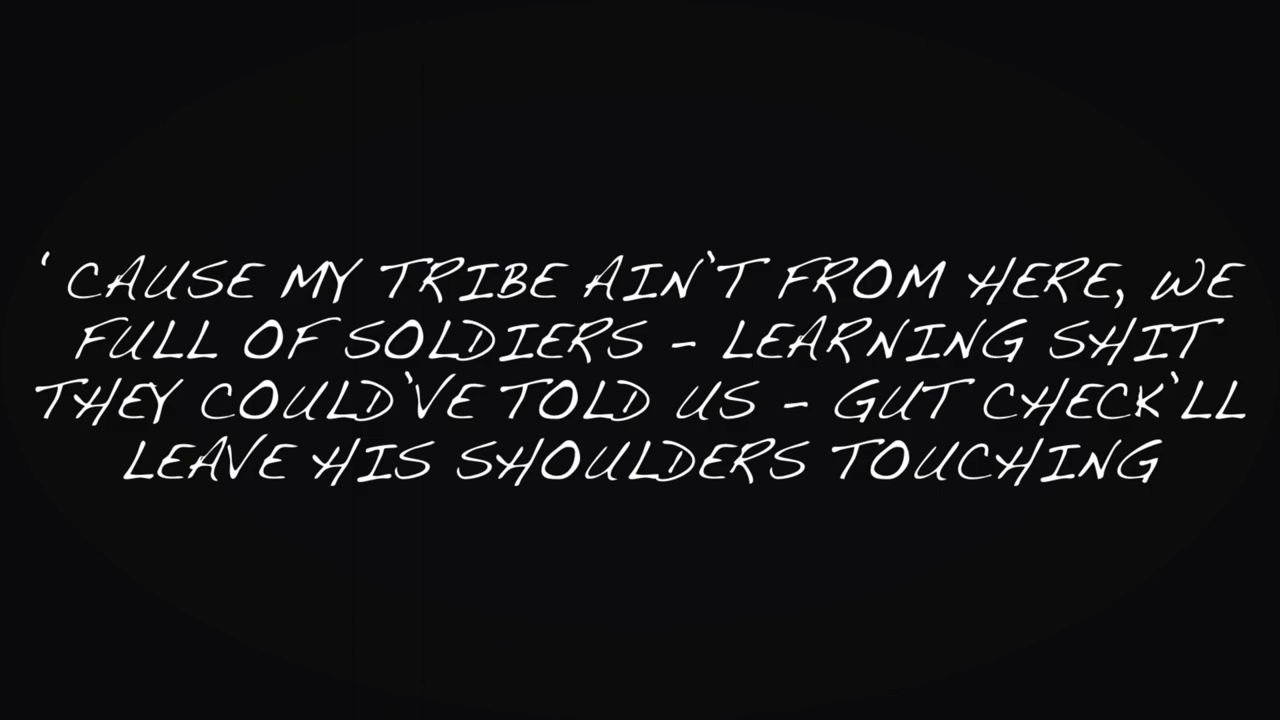 ‘ CAUSE MY TRIBE AIN'T FROM HERE, WE
FULL OF SOLDIERS - LEARNING SHIT
THEY COULD'VE TOLD US - GUT CHECK'LL
LEAVE HIS SHOULDERS TOUCHING